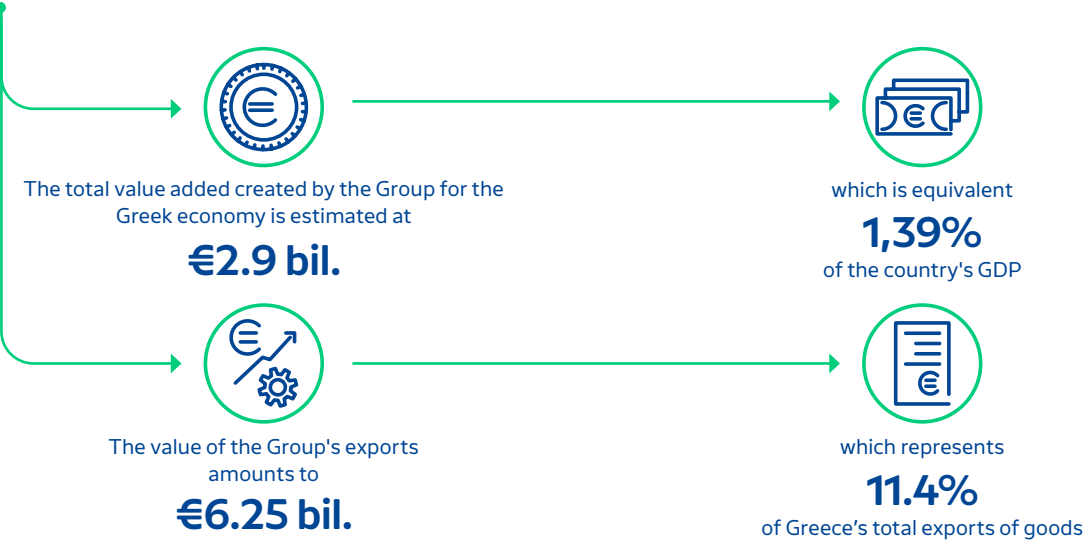 The total value added created by the Group for the
Greek economy is estimated at
€2.9 bil.
which is equivalent
1,39%
of the country's GDP
The value of the Group's exports
amounts to
€6.25 bil.
which represents
11.4%
of Greece’s total exports of goods